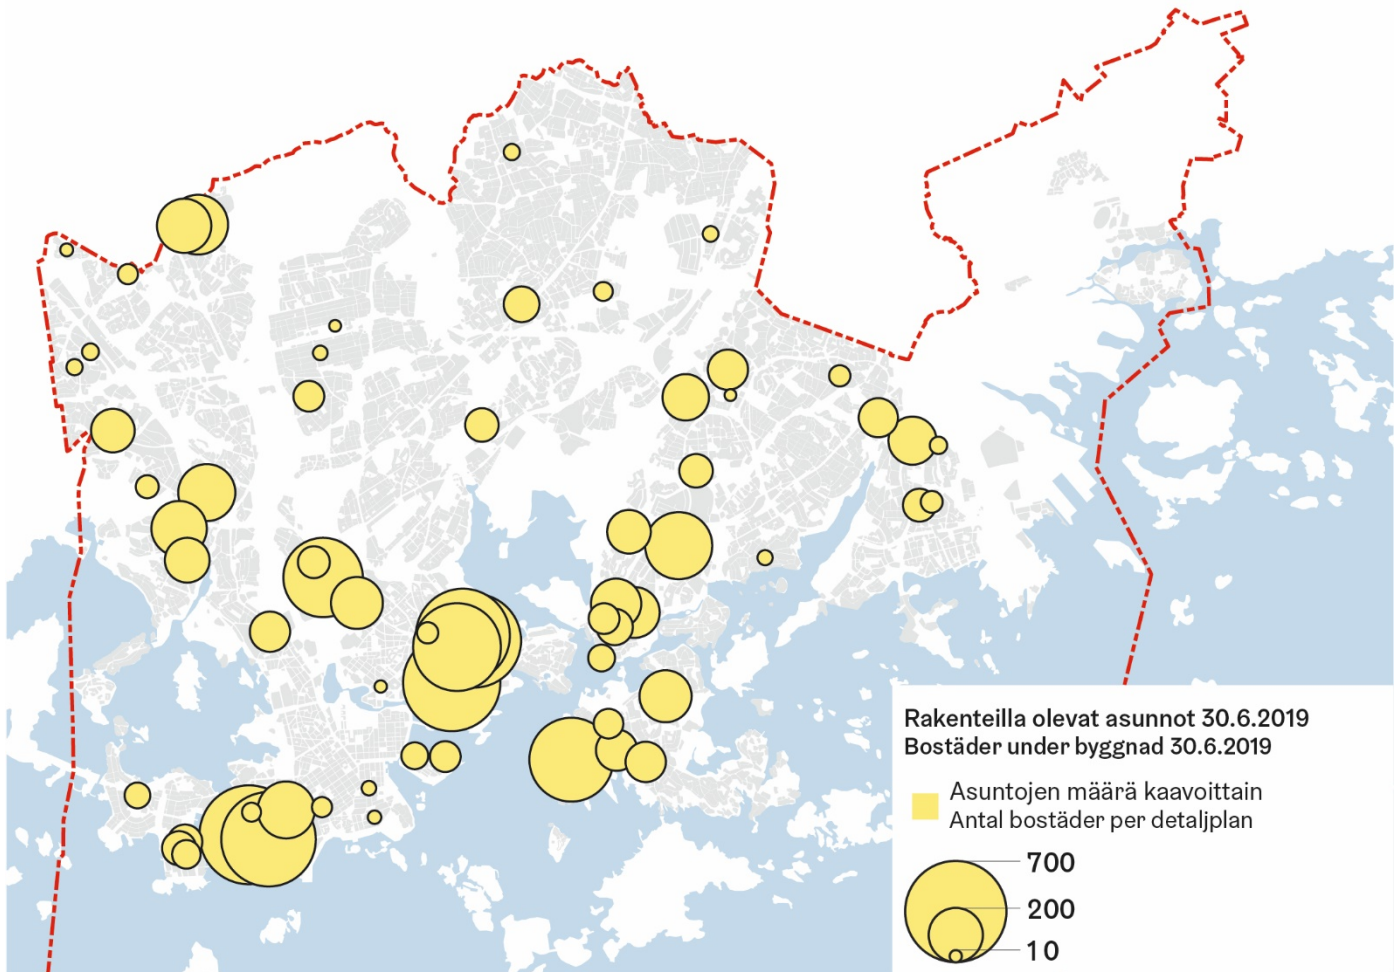 Rakenteilla olevat asunnot 30.6.2019
Bostäder under byggnad 30.6.2019
Asuntojen määrä kaavoittain
Antal bostäder per detaljplan
700
200
10